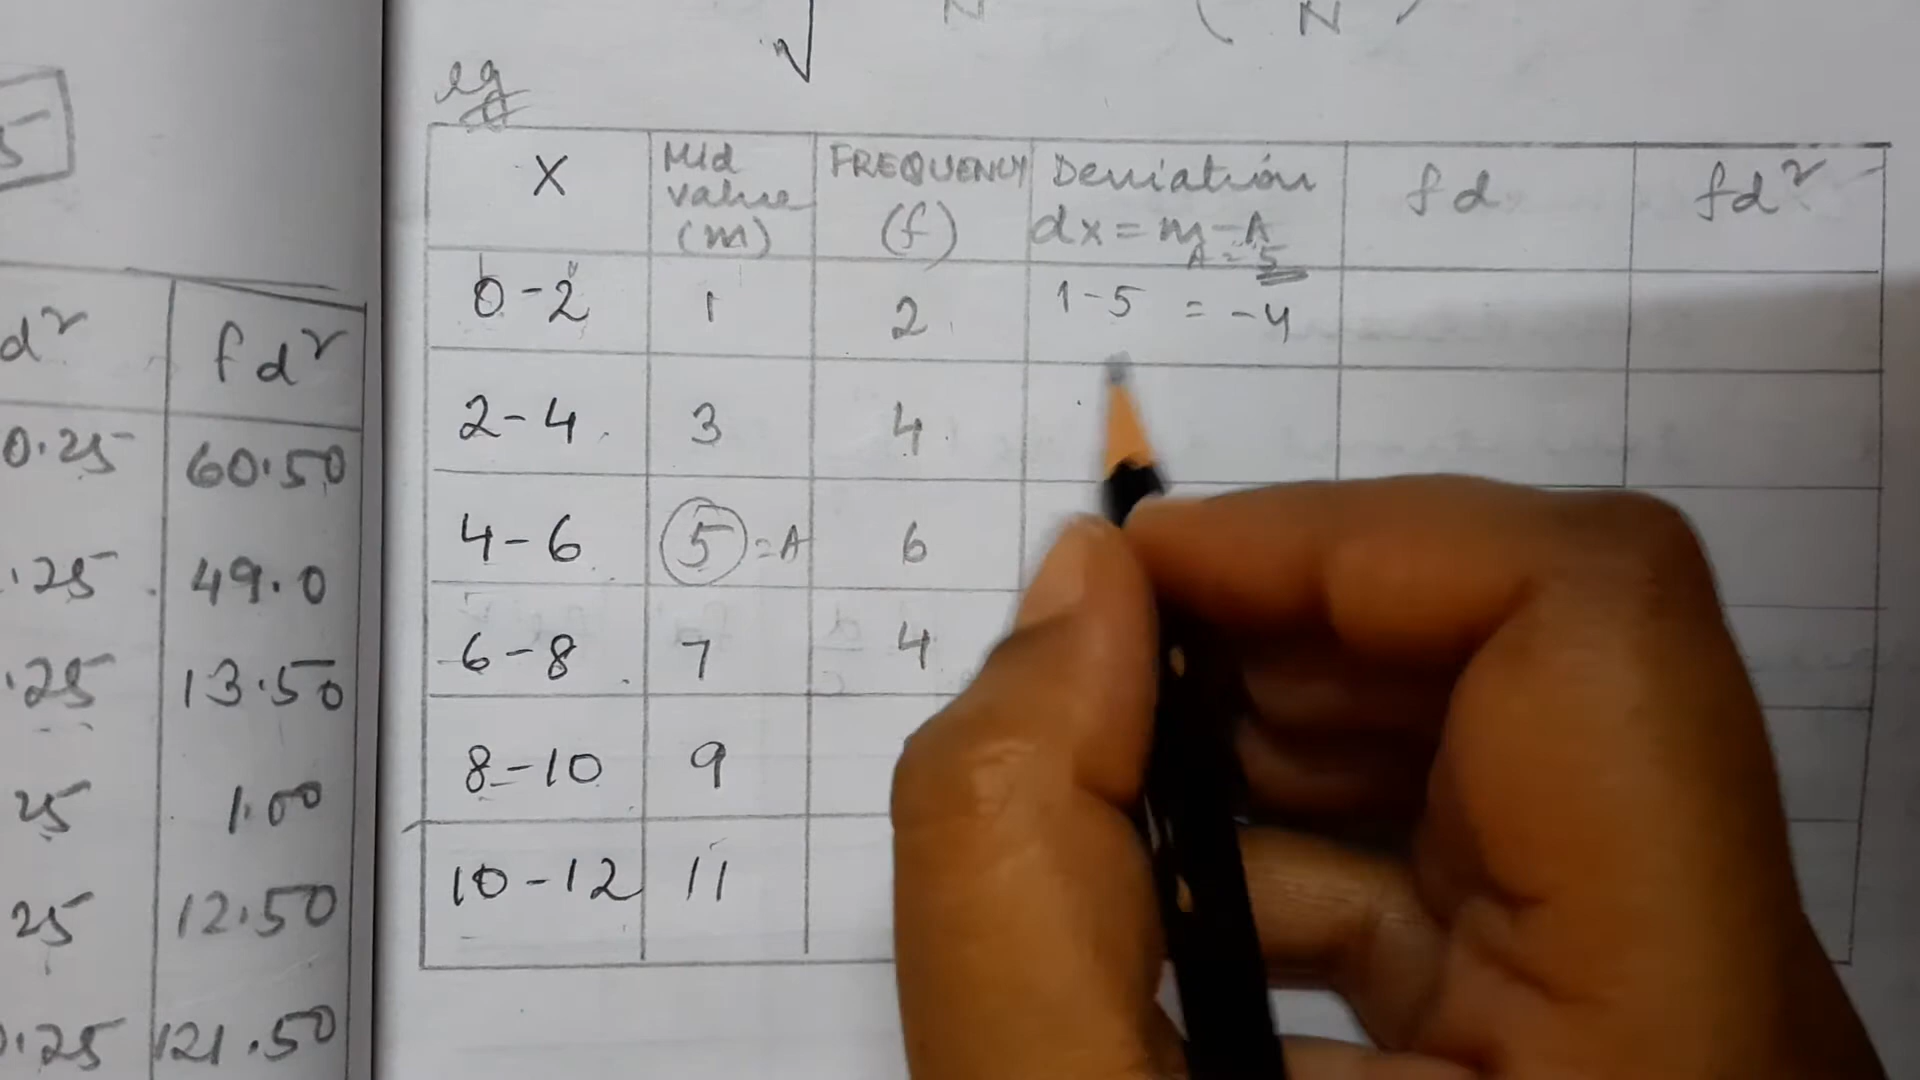 √ N ( N )
eg
5
X | Mid value (m) | FREQUENCY (f) | Deviation dx = m - A A = 5 | fd | fd²
0 - 2 | 1 | 2 | 1 - 5 = -4
2 - 4 | 3 | 4
4 - 6 | 5 = A | 6
6 - 8 | 7 | 4
8 - 10 | 9
10 - 12 | 11
d² | fd²
0.25 | 60.50
.25 | 49.0
.25 | 13.50
25 | 1.00
25 | 12.50
0.25 | 121.50